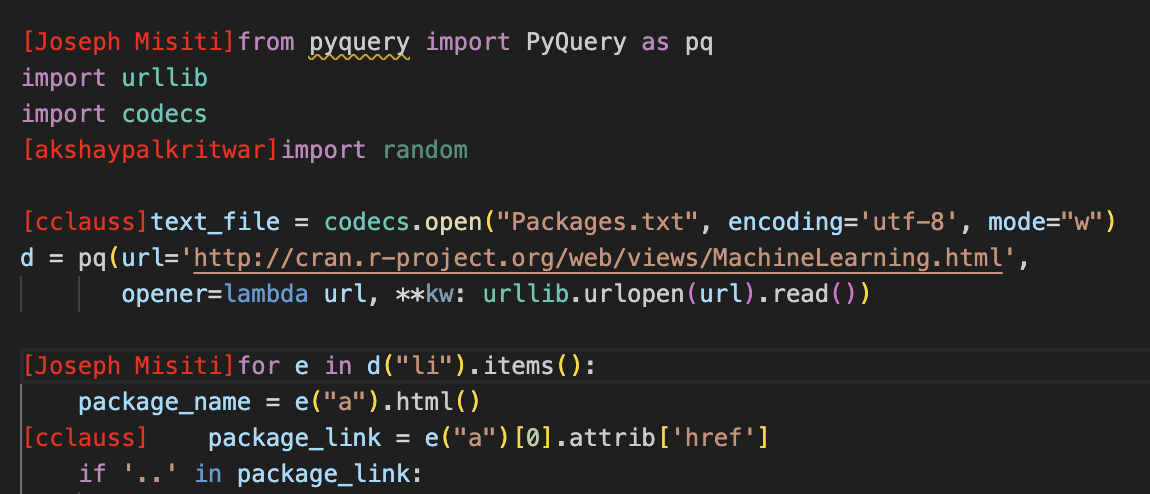 [Joseph Misiti]from pyquery import PyQuery as pq
import urllib
import codecs
[akshaypalkritwar]import random
[cclauss]text_file = codecs.open("Packages.txt", encoding='utf-8', mode="w")
d = pq(url='http://cran.r-project.org/web/views/MachineLearning.html',
        opener=lambda url, **kw: urllib.urlopen(url).read())
[Joseph Misiti]for e in d("li").items():
    package_name = e("a").html()
[cclauss]    package_link = e("a")[0].attrib['href']
    if '..' in package_link: